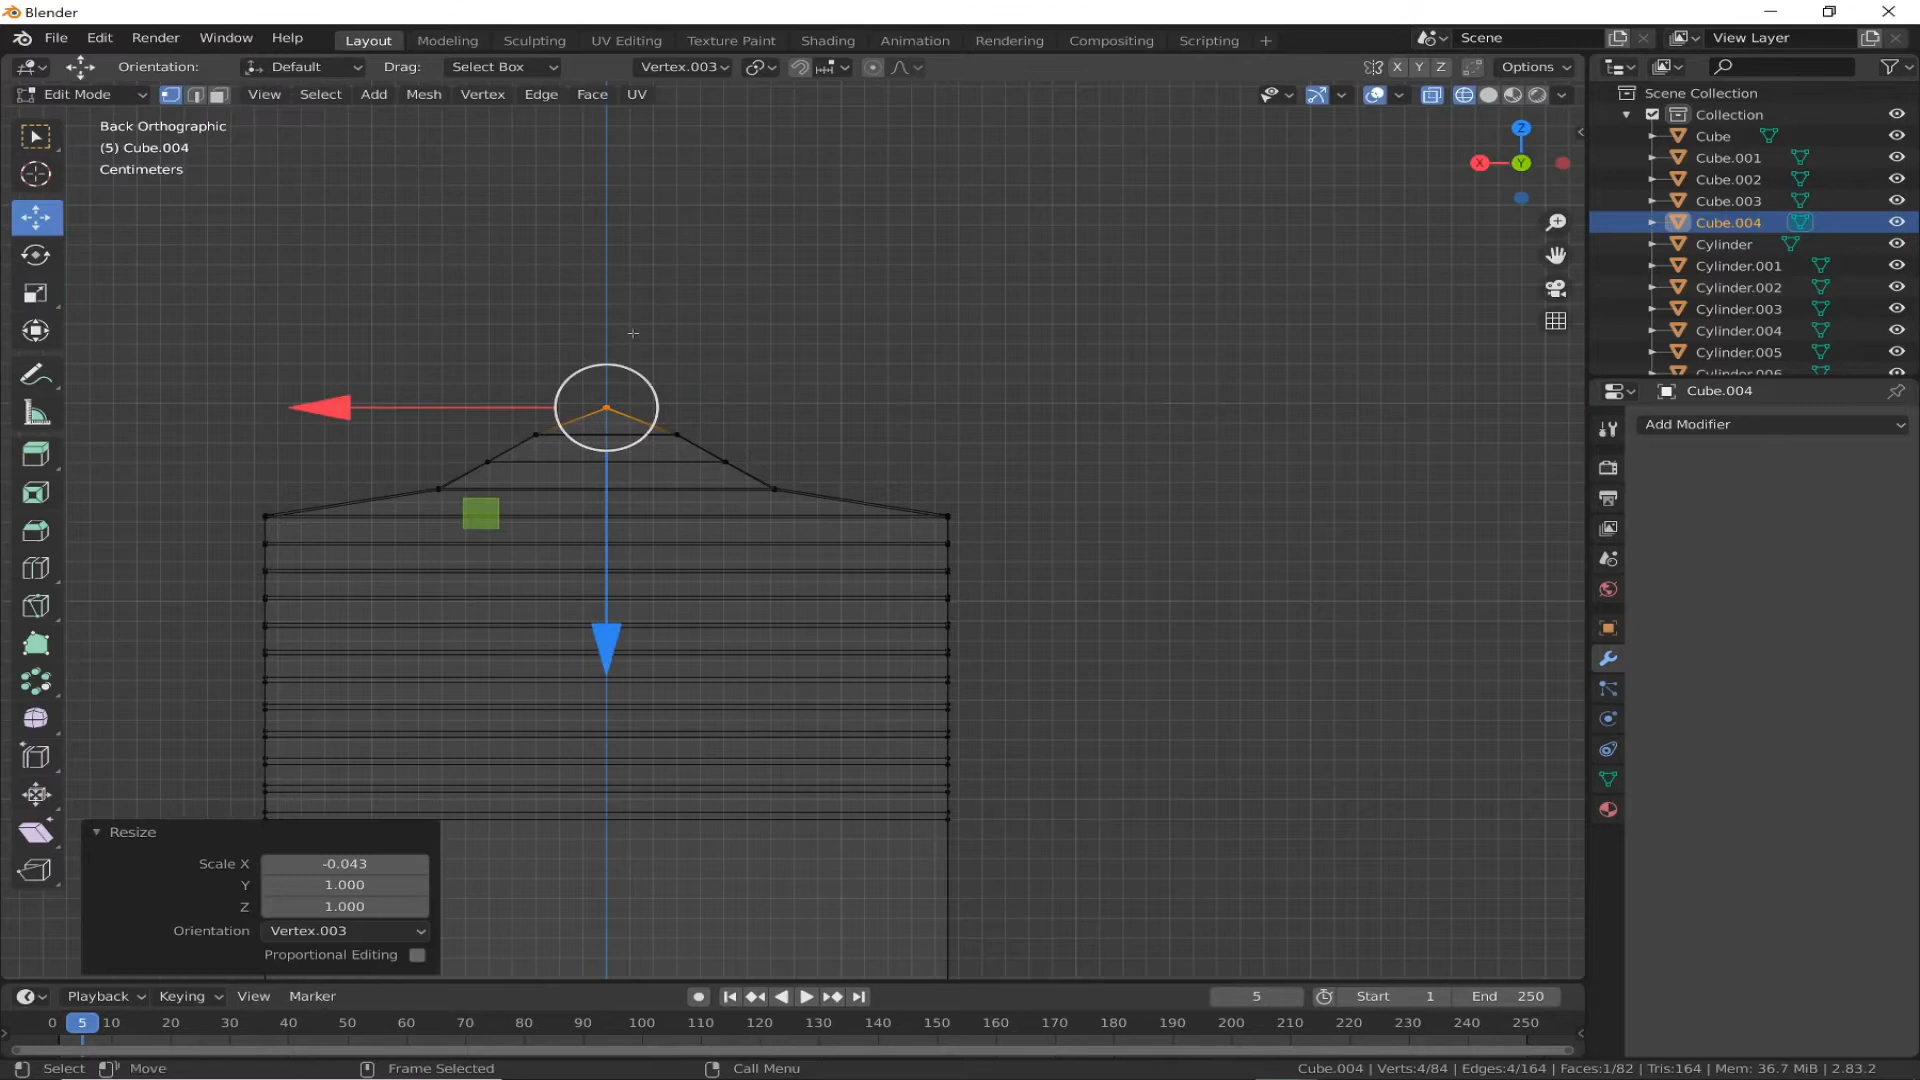 Blender
File Edit Render Window Help Layout Modeling Sculpting UV Editing Texture Paint Shading Animation Rendering Compositing Scripting + Scene View Layer
Orientation: Default Drag: Select Box Vertex.003 X Y Z Options
Edit Mode View Select Add Mesh Vertex Edge Face UV
Back Orthographic
(5) Cube.004
Centimeters
Z
X
Y
Scene Collection
Collection
Cube
Cube.001
Cube.002
Cube.003
Cube.004
Cylinder
Cylinder.001
Cylinder.002
Cylinder.003
Cylinder.004
Cylinder.005
Cylinder.006
Cube.004
Add Modifier
Resize
Scale X -0.043
Y 1.000
Z 1.000
Orientation Vertex.003
Proportional Editing
Playback Keying View Marker 5 Start 1 End 250
0 5 10 20 30 40 50 60 70 80 90 100 110 120 130 140 150 160 170 180 190 200 210 220 230 240 250
Select Move Frame Selected Call Menu Cube.004 | Verts:4/84 | Edges:4/164 | Faces:1/82 | Tris:164 | Mem: 36.7 MiB | 2.83.2